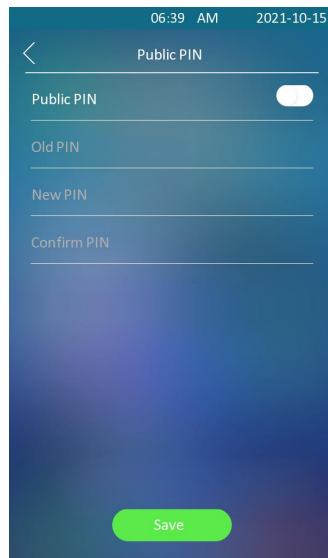 06:39 AM 2021-10-15
Public PIN
Public PIN
Old PIN
New PIN
Confirm PIN
Save